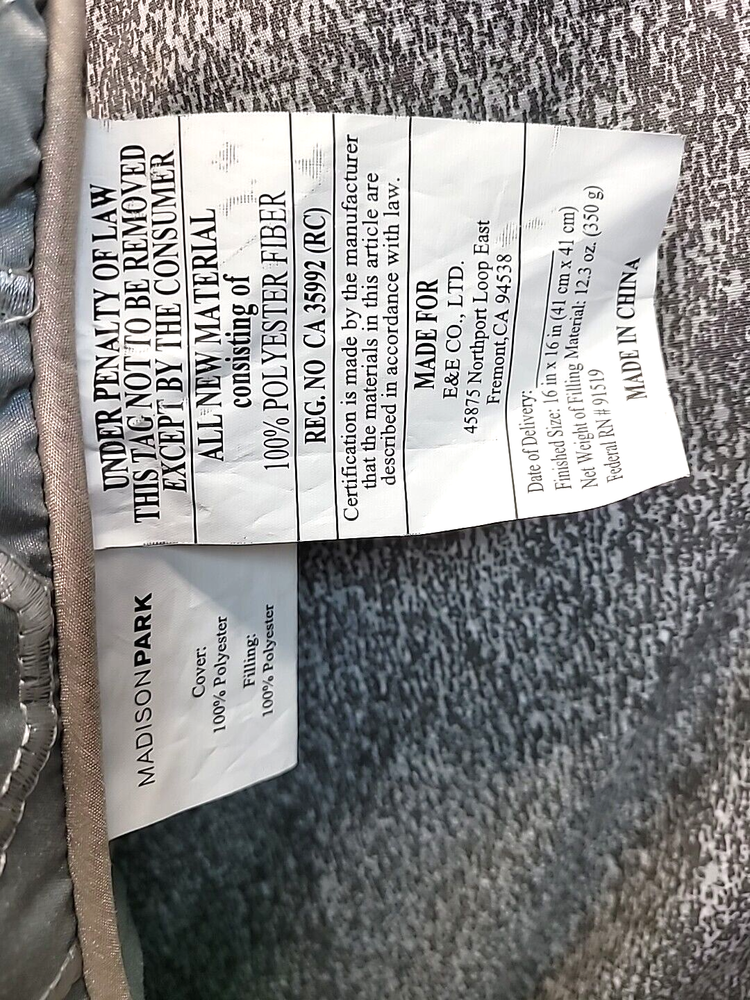 UNDER PENALTY OF LAW
THIS TAG NOT TO BE REMOVED
EXCEPT BY THE CONSUMER
ALL NEW MATERIAL
consisting of
100% POLYESTER FIBER
REG. NO CA 35992 (RC)
Certification is made by the manufacturer
that the materials in this article are
described in accordance with law.
MADE FOR
E&E CO., LTD.
45875 Northport Loop East
Fremont,CA 94538
Date of Delivery:
Finished Size: 16 in x 16 in (41 cm x 41 cm)
Net Weight of Filling Material: 12.3 oz. (350 g)
Federal RN # 91519
MADE IN CHINA
MADISONPARK
Cover:
100% Polyester
Filling:
100% Polyester